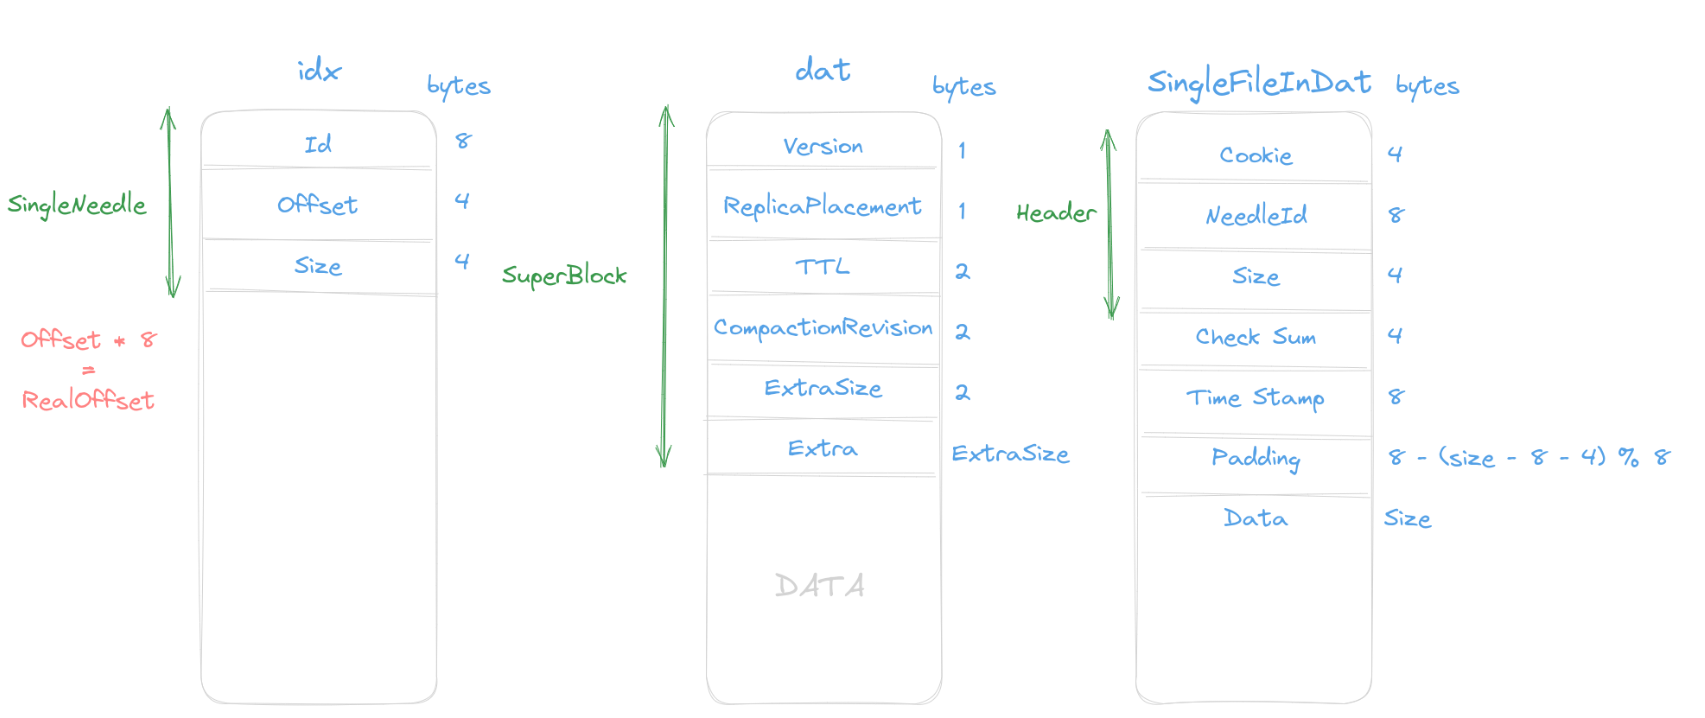 idx
bytes
Id
8
Offset
4
Size
4
SingleNeedle
Offset * 8
=
RealOffset
dat
bytes
Version
1
ReplicaPlacement
1
TTL
2
CompactionRevision
2
ExtraSize
2
Extra
ExtraSize
SuperBlock
DATA
SingleFileInDat
bytes
Cookie
4
NeedleId
8
Size
4
Header
Check Sum
4
Time Stamp
8
Padding
8 - (size - 8 - 4) % 8
Data
Size